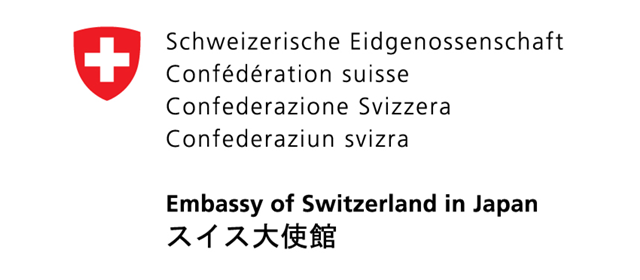 Schweizerische Eidgenossenschaft
Confédération suisse
Confederazione Svizzera
Confederaziun svizra
Embassy of Switzerland in Japan
スイス大使館